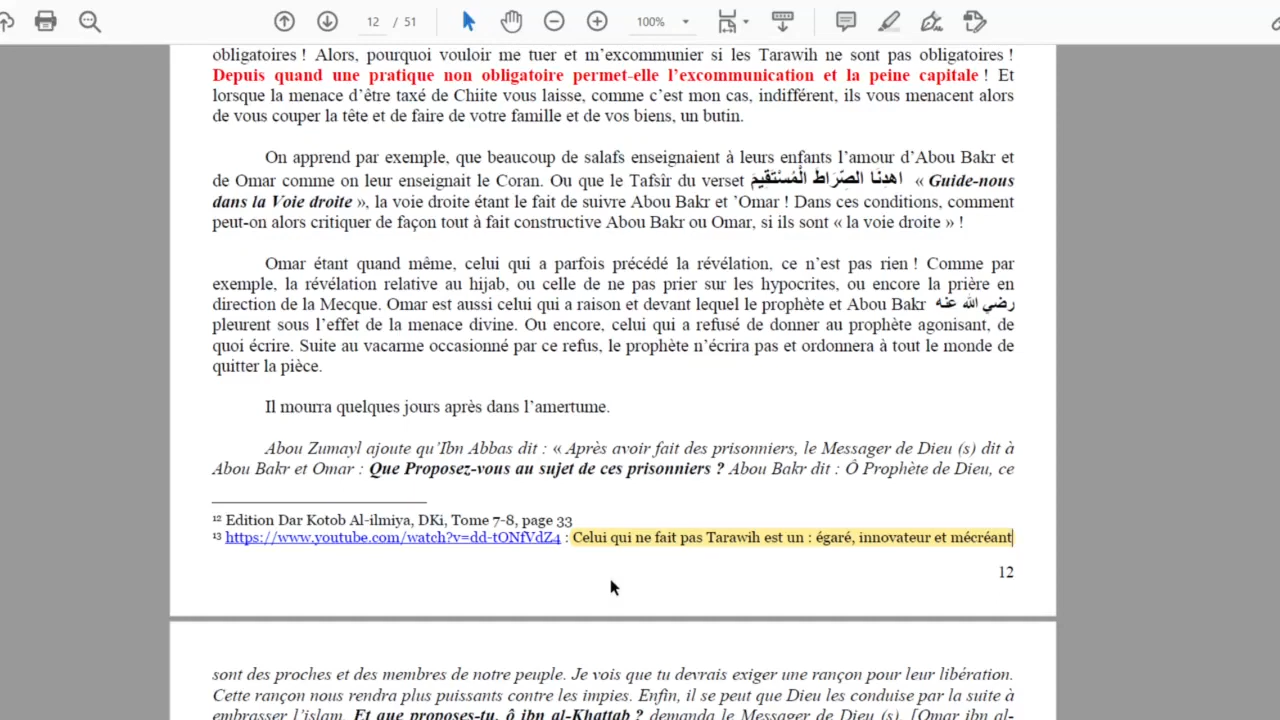 12 / 51
100%
obligatoires ! Alors, pourquoi vouloir me tuer et m’excommunier si les Tarawih ne sont pas obligatoires !
Depuis quand une pratique non obligatoire permet-elle l’excommunication et la peine capitale ! Et
lorsque la menace d’être taxé de Chiite vous laisse, comme c’est mon cas, indifférent, ils vous menacent alors
de vous couper la tête et de faire de votre famille et de vos biens, un butin.
On apprend par exemple, que beaucoup de salafs enseignaient à leurs enfants l’amour d’Abou Bakr et
de Omar comme on leur enseignait le Coran. Ou que le Tafsîr du verset اهدِنَا الصِّرَاطَ الْمُسْتَقِيمَ « Guide-nous
dans la Voie droite », la voie droite étant le fait de suivre Abou Bakr et ’Omar ! Dans ces conditions, comment
peut-on alors critiquer de façon tout à fait constructive Abou Bakr ou Omar, si ils sont « la voie droite » !
Omar étant quand même, celui qui a parfois précédé la révélation, ce n’est pas rien ! Comme par
exemple, la révélation relative au hijab, ou celle de ne pas prier sur les hypocrites, ou encore la prière en
direction de la Mecque. Omar est aussi celui qui a raison et devant lequel le prophète et Abou Bakr رضي الله عنه
pleurent sous l’effet de la menace divine. Ou encore, celui qui a refusé de donner au prophète agonisant, de
quoi écrire. Suite au vacarme occasionné par ce refus, le prophète n’écrira pas et ordonnera à tout le monde de
quitter la pièce.
Il mourra quelques jours après dans l’amertume.
Abou Zumayl ajoute qu’Ibn Abbas dit : « Après avoir fait des prisonniers, le Messager de Dieu (s) dit à
Abou Bakr et Omar : Que Proposez-vous au sujet de ces prisonniers ? Abou Bakr dit : Ô Prophète de Dieu, ce
12 Edition Dar Kotob Al-ilmiya, DKi, Tome 7-8, page 33
13 https://www.youtube.com/watch?v=dd-tONfVdZ4 : Celui qui ne fait pas Tarawih est un : égaré, innovateur et mécréant
12
sont des proches et des membres de notre peuple. Je vois que tu devrais exiger une rançon pour leur libération.
Cette rançon nous rendra plus puissants contre les impies. Enfin, il se peut que Dieu les conduise par la suite à
embrasser l’islam. Et que proposes-tu, ô ibn al-Khattab ? demanda le Messager de Dieu (s). [Omar ibn al-